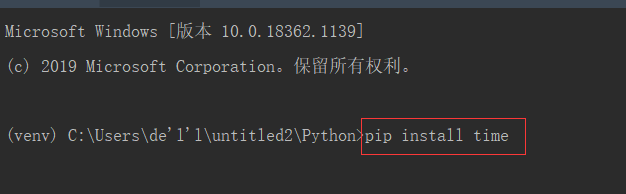 Microsoft Windows [版本 10.0.18362.1139]
(c) 2019 Microsoft Corporation。保留所有权利。
(venv) C:\Users\de'l'l\untitled2\Python>pip install time